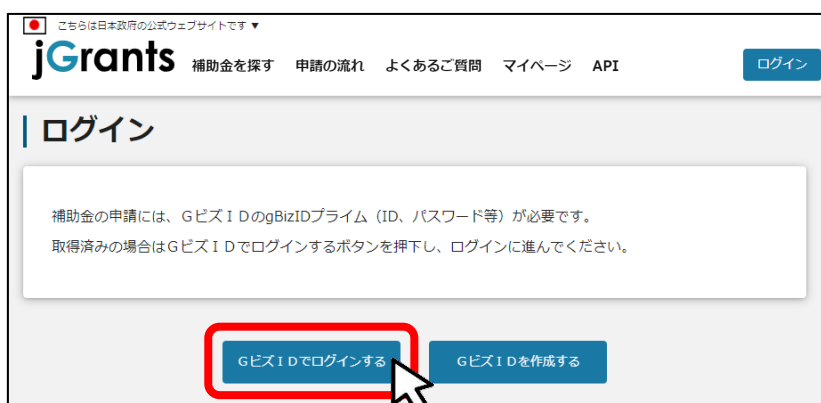 こちらは日本政府の公式ウェブサイトです ▼
jGrants 補助金を探す 申請の流れ よくあるご質問 マイページ API ログイン
ログイン
補助金の申請には、GビズIDのgBizIDプライム（ID、パスワード等）が必要です。
取得済みの場合はGビズIDでログインするボタンを押下し、ログインに進んでください。
GビズIDでログインする GビズIDを作成する